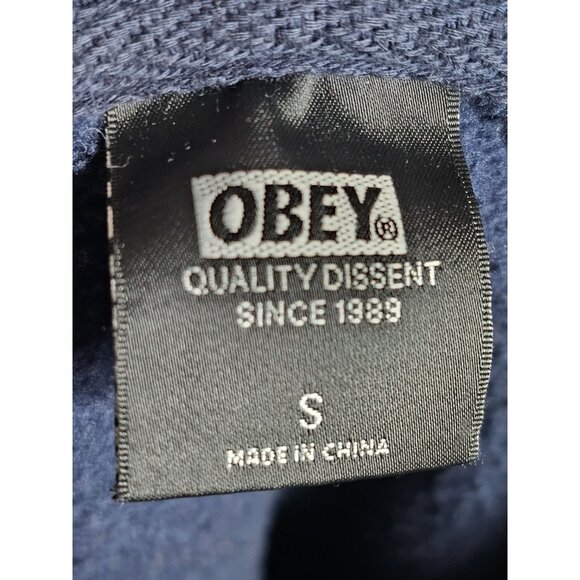 OBEY®
QUALITY DISSENT
SINCE 1989
S
MADE IN CHINA